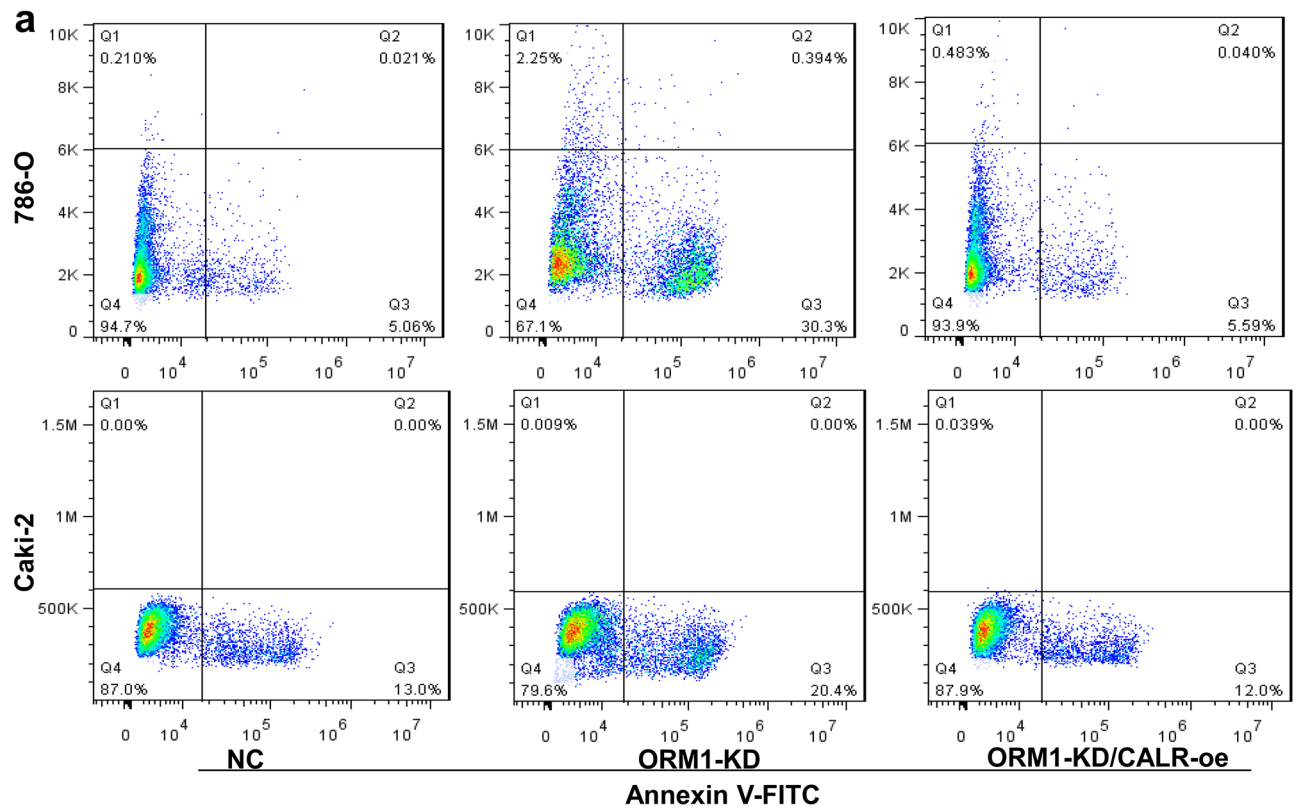 a
786-O
10K
8K
6K
4K
2K
0
Q1
0.210%
Q2
0.021%
Q4
94.7%
Q3
5.06%
0 10^4 10^5 10^6 10^7
10K
8K
6K
4K
2K
0
Q1
2.25%
Q2
0.394%
Q4
67.1%
Q3
30.3%
0 10^4 10^5 10^6 10^7
10K
8K
6K
4K
2K
0
Q1
0.483%
Q2
0.040%
Q4
93.9%
Q3
5.59%
0 10^4 10^5 10^6 10^7
Caki-2
1.5M
1M
500K
Q1
0.00%
Q2
0.00%
Q4
87.0%
Q3
13.0%
0 10^4 10^5 10^6 10^7
1.5M
1M
500K
Q1
0.009%
Q2
0.00%
Q4
79.6%
Q3
20.4%
0 10^4 10^5 10^6 10^7
1.5M
1M
500K
Q1
0.039%
Q2
0.00%
Q4
87.9%
Q3
12.0%
0 10^4 10^5 10^6 10^7
NC
ORM1-KD
ORM1-KD/CALR-oe
Annexin V-FITC